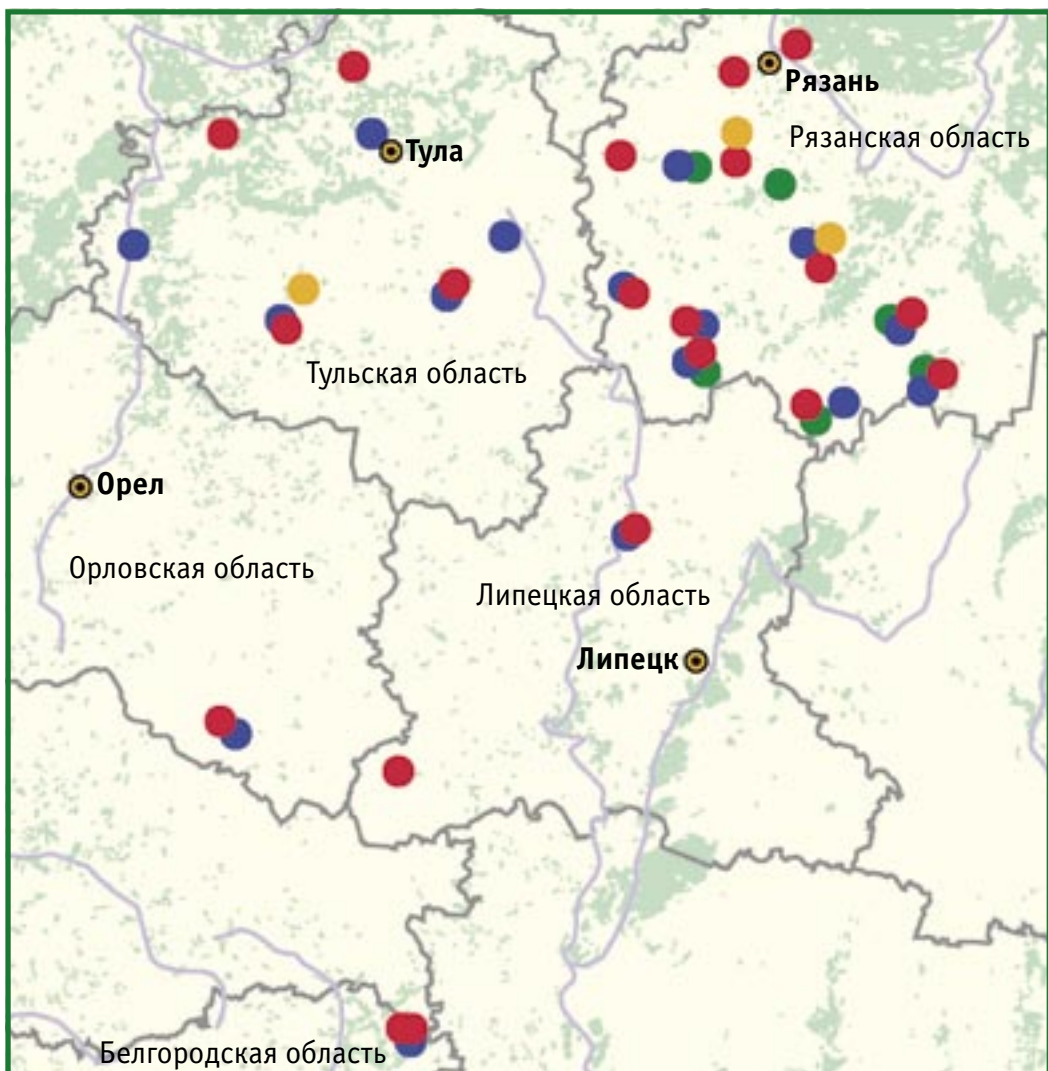 Рязань
Рязанская область
Тула
Тульская область
Орел
Орловская область
Липецкая область
Липецк
Белгородская область